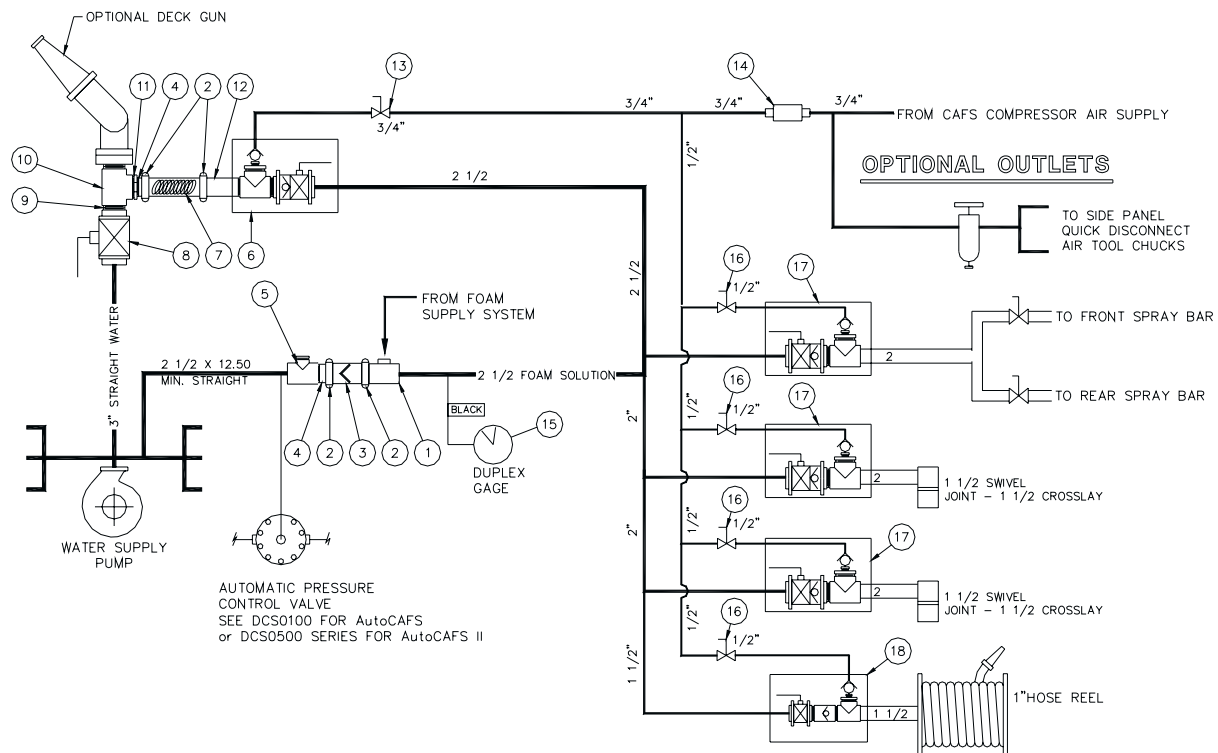 OPTIONAL DECK GUN
11
4
2
12
13
14
3/4"
3/4"
3/4"
3/4"
FROM CAFS COMPRESSOR AIR SUPPLY
10
9
8
7
6
2 1/2
1/2"
OPTIONAL OUTLETS
TO SIDE PANEL
QUICK DISCONNECT
AIR TOOL CHUCKS
2 1/2
16
1/2"
17
TO FRONT SPRAY BAR
2
TO REAR SPRAY BAR
3" STRAIGHT WATER
5
FROM FOAM
SUPPLY SYSTEM
2 1/2 X 12.50
MIN. STRAIGHT
2 1/2 FOAM SOLUTION
BLACK
4
2
3
2
1
15
DUPLEX
GAGE
2"
1/2"
16
1/2"
17
2
1 1/2 SWIVEL
JOINT - 1 1/2 CROSSLAY
WATER SUPPLY
PUMP
2"
1/2"
16
1/2"
17
2
1 1/2 SWIVEL
JOINT - 1 1/2 CROSSLAY
AUTOMATIC PRESSURE
CONTROL VALVE
SEE DCS0100 FOR AutoCAFS
or DCS0500 SERIES FOR AutoCAFS II
1 1/2"
1/2"
16
1/2"
18
1 1/2
1"HOSE REEL